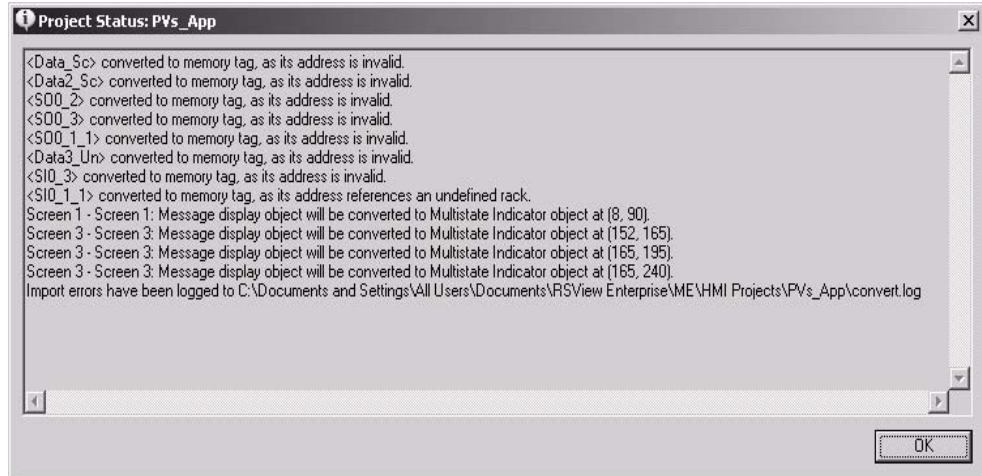 Project Status: PVs_App
<Data_Sc> converted to memory tag, as its address is invalid.
<Data2_Sc> converted to memory tag, as its address is invalid.
<SO0_2> converted to memory tag, as its address is invalid.
<SO0_3> converted to memory tag, as its address is invalid.
<SO0_1_1> converted to memory tag, as its address is invalid.
<Data3_Un> converted to memory tag, as its address is invalid.
<SI0_3> converted to memory tag, as its address is invalid.
<SI0_1_1> converted to memory tag, as its address references an undefined rack.
Screen 1 - Screen 1: Message display object will be converted to Multistate Indicator object at (8, 90).
Screen 3 - Screen 3: Message display object will be converted to Multistate Indicator object at (152, 165).
Screen 3 - Screen 3: Message display object will be converted to Multistate Indicator object at (165, 195).
Screen 3 - Screen 3: Message display object will be converted to Multistate Indicator object at (165, 240).
Import errors have been logged to C:\Documents and Settings\All Users\Documents\RSView Enterprise\ME\HMI Projects\PVs_App\convert.log
OK